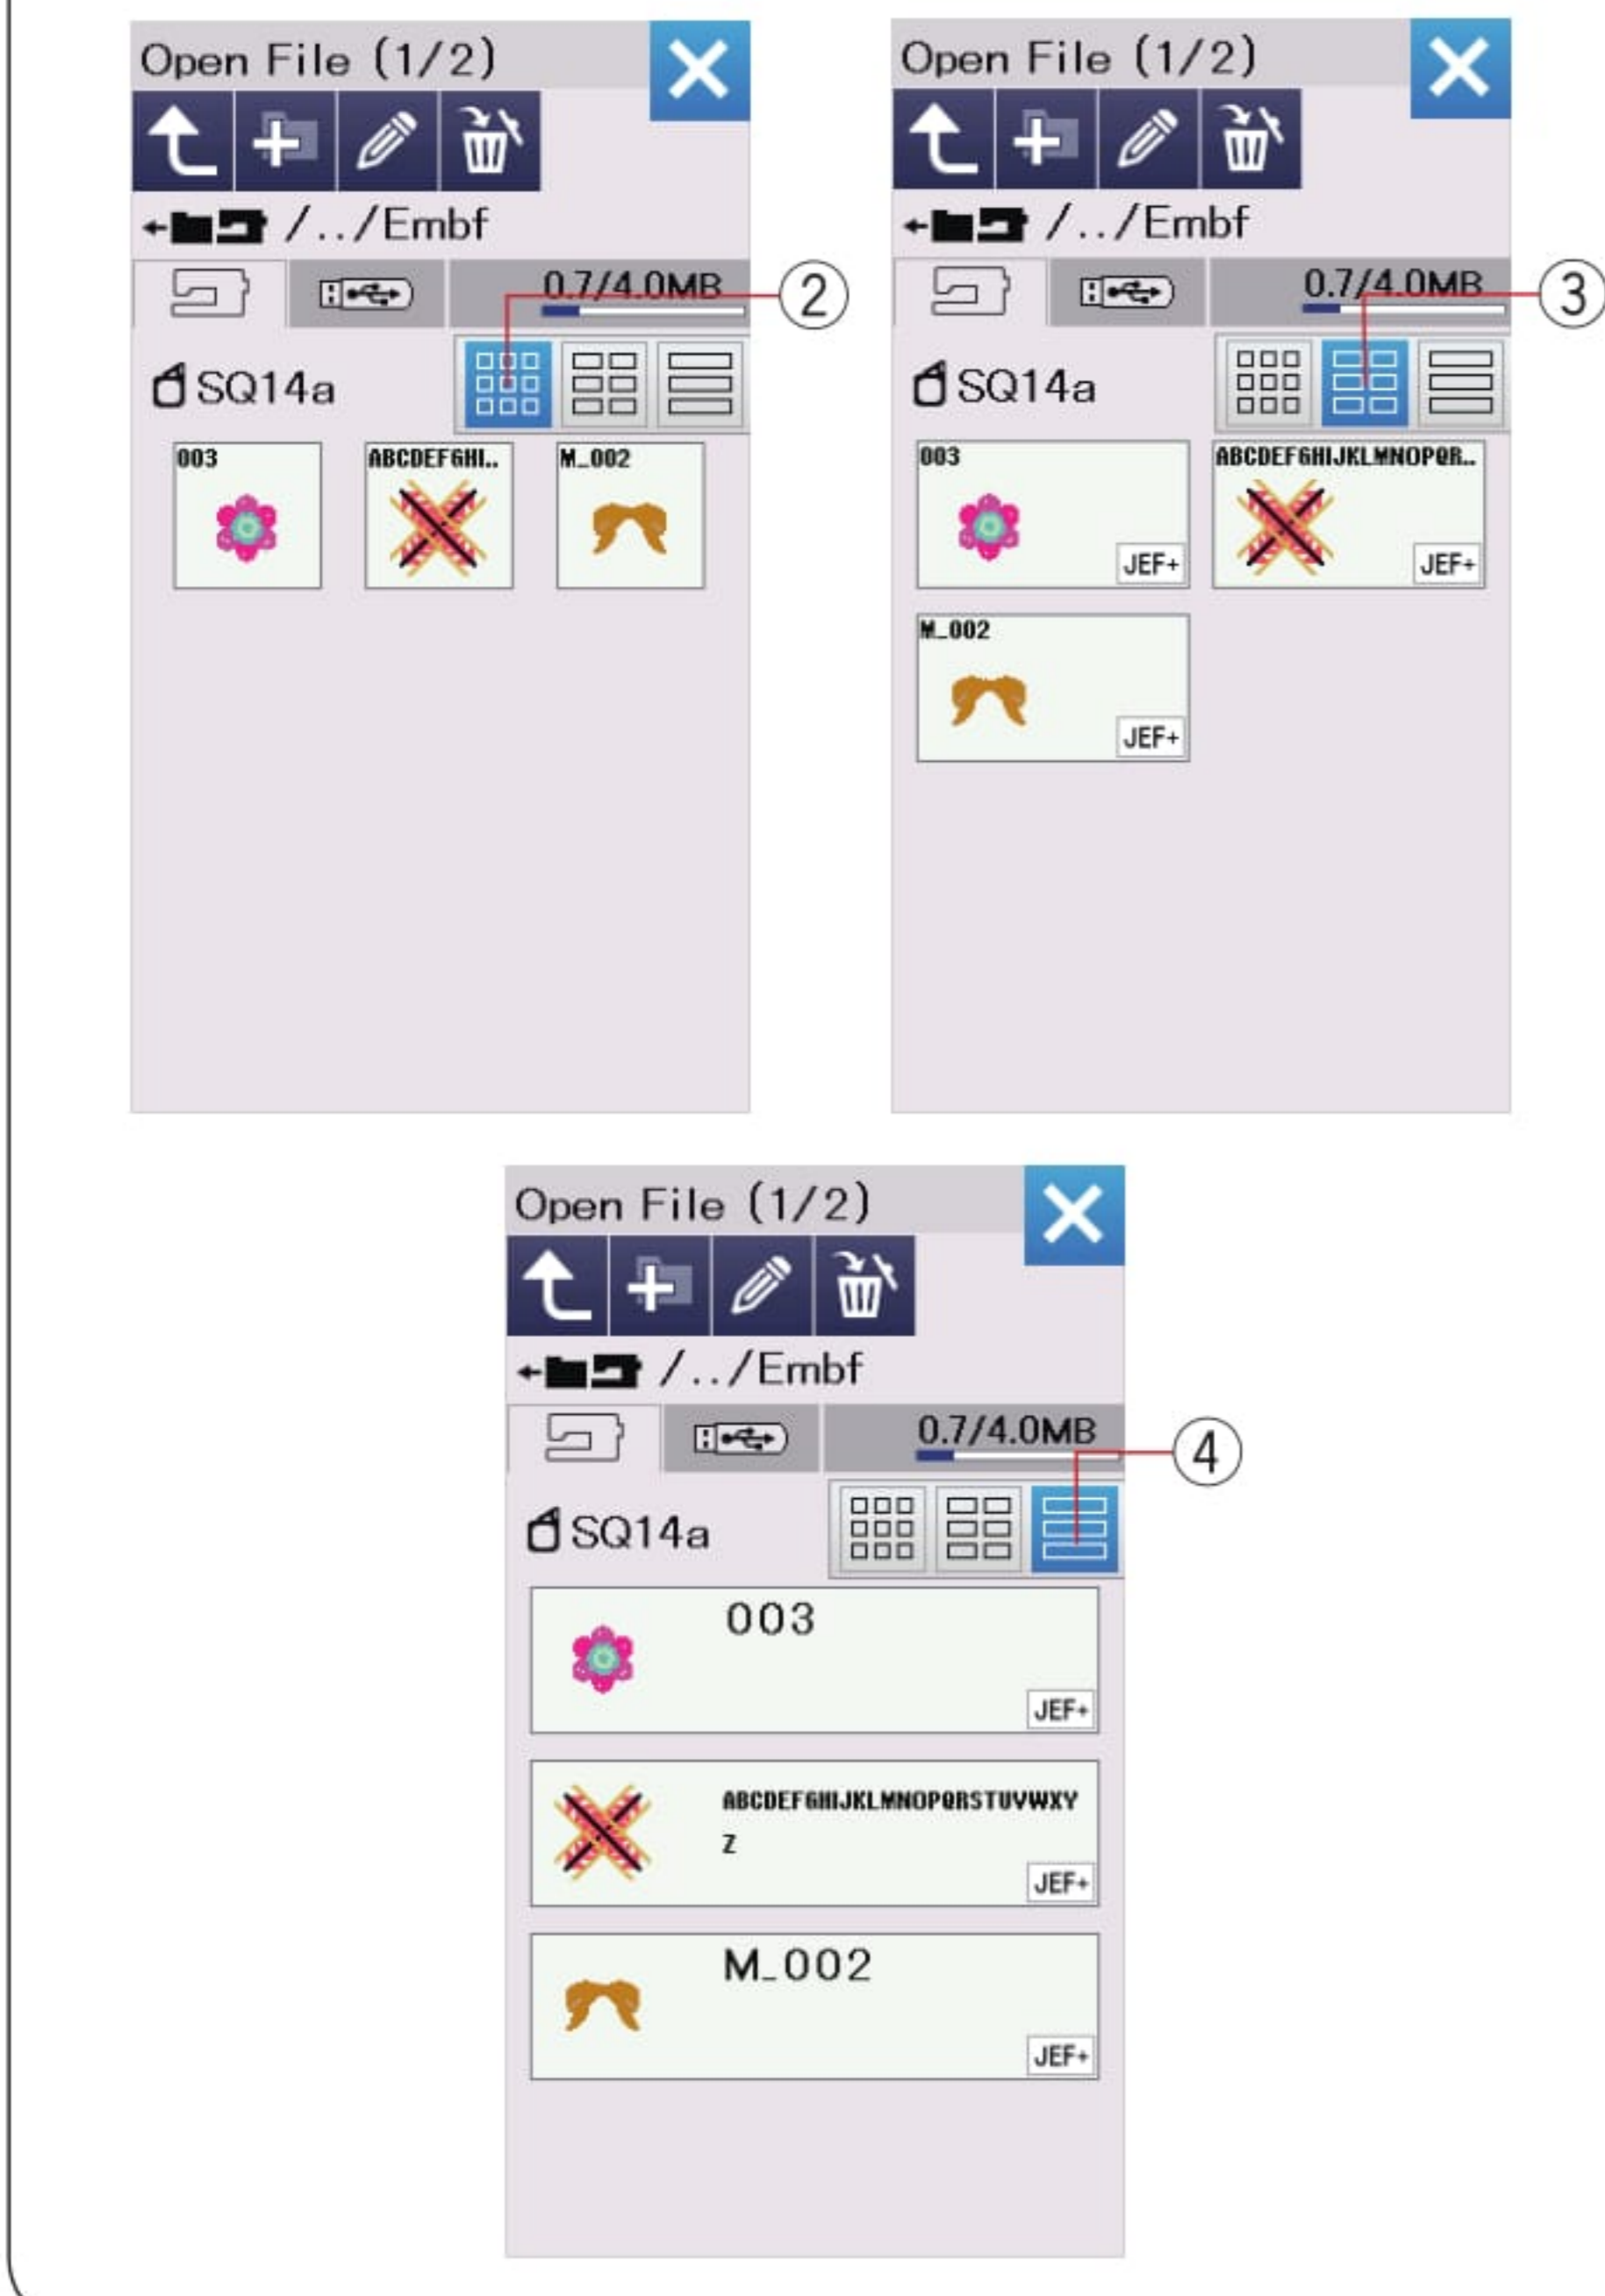 Open File (1/2)
/../Embf
0.7/4.0MB
2
SQ14a
003
ABCDEFGHI..
M_002
Open File (1/2)
/../Embf
0.7/4.0MB
3
SQ14a
003
ABCDEFGHIJKLMNOPQR..
JEF+
JEF+
M_002
JEF+
Open File (1/2)
/../Embf
0.7/4.0MB
4
SQ14a
003
JEF+
ABCDEFGHIJKLMNOPQRSTUVWXY
Z
JEF+
M_002
JEF+